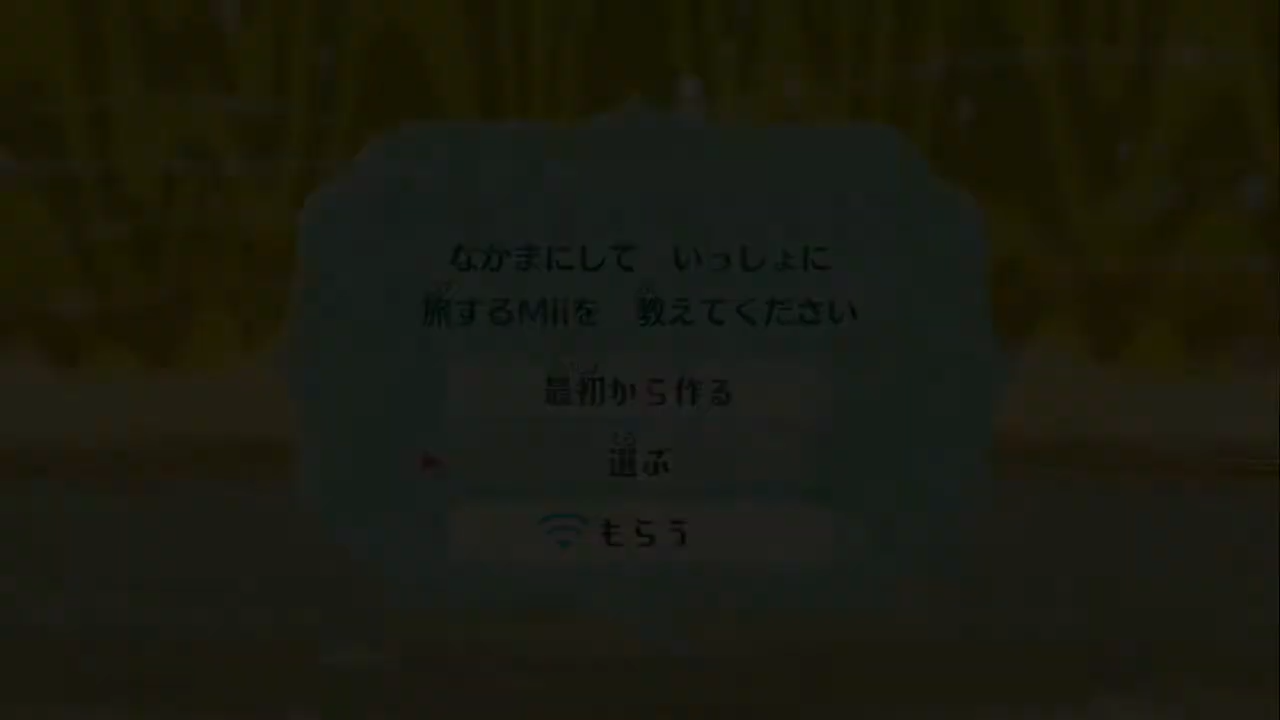 なかまにして　いっしょに
旅するMiiを　教えてください
最初から作る
選ぶ
もらう